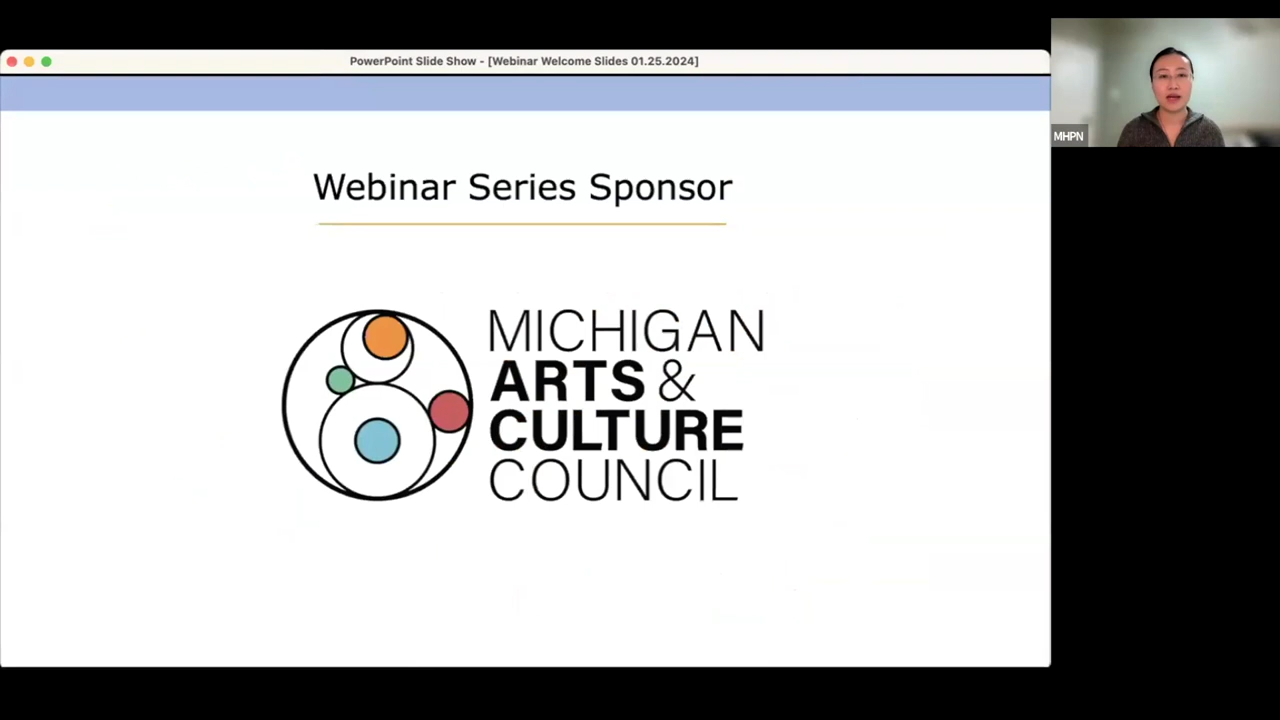 PowerPoint Slide Show - [Webinar Welcome Slides 01.25.2024]
MHPN
Webinar Series Sponsor
MICHIGAN
ARTS &
CULTURE
COUNCIL